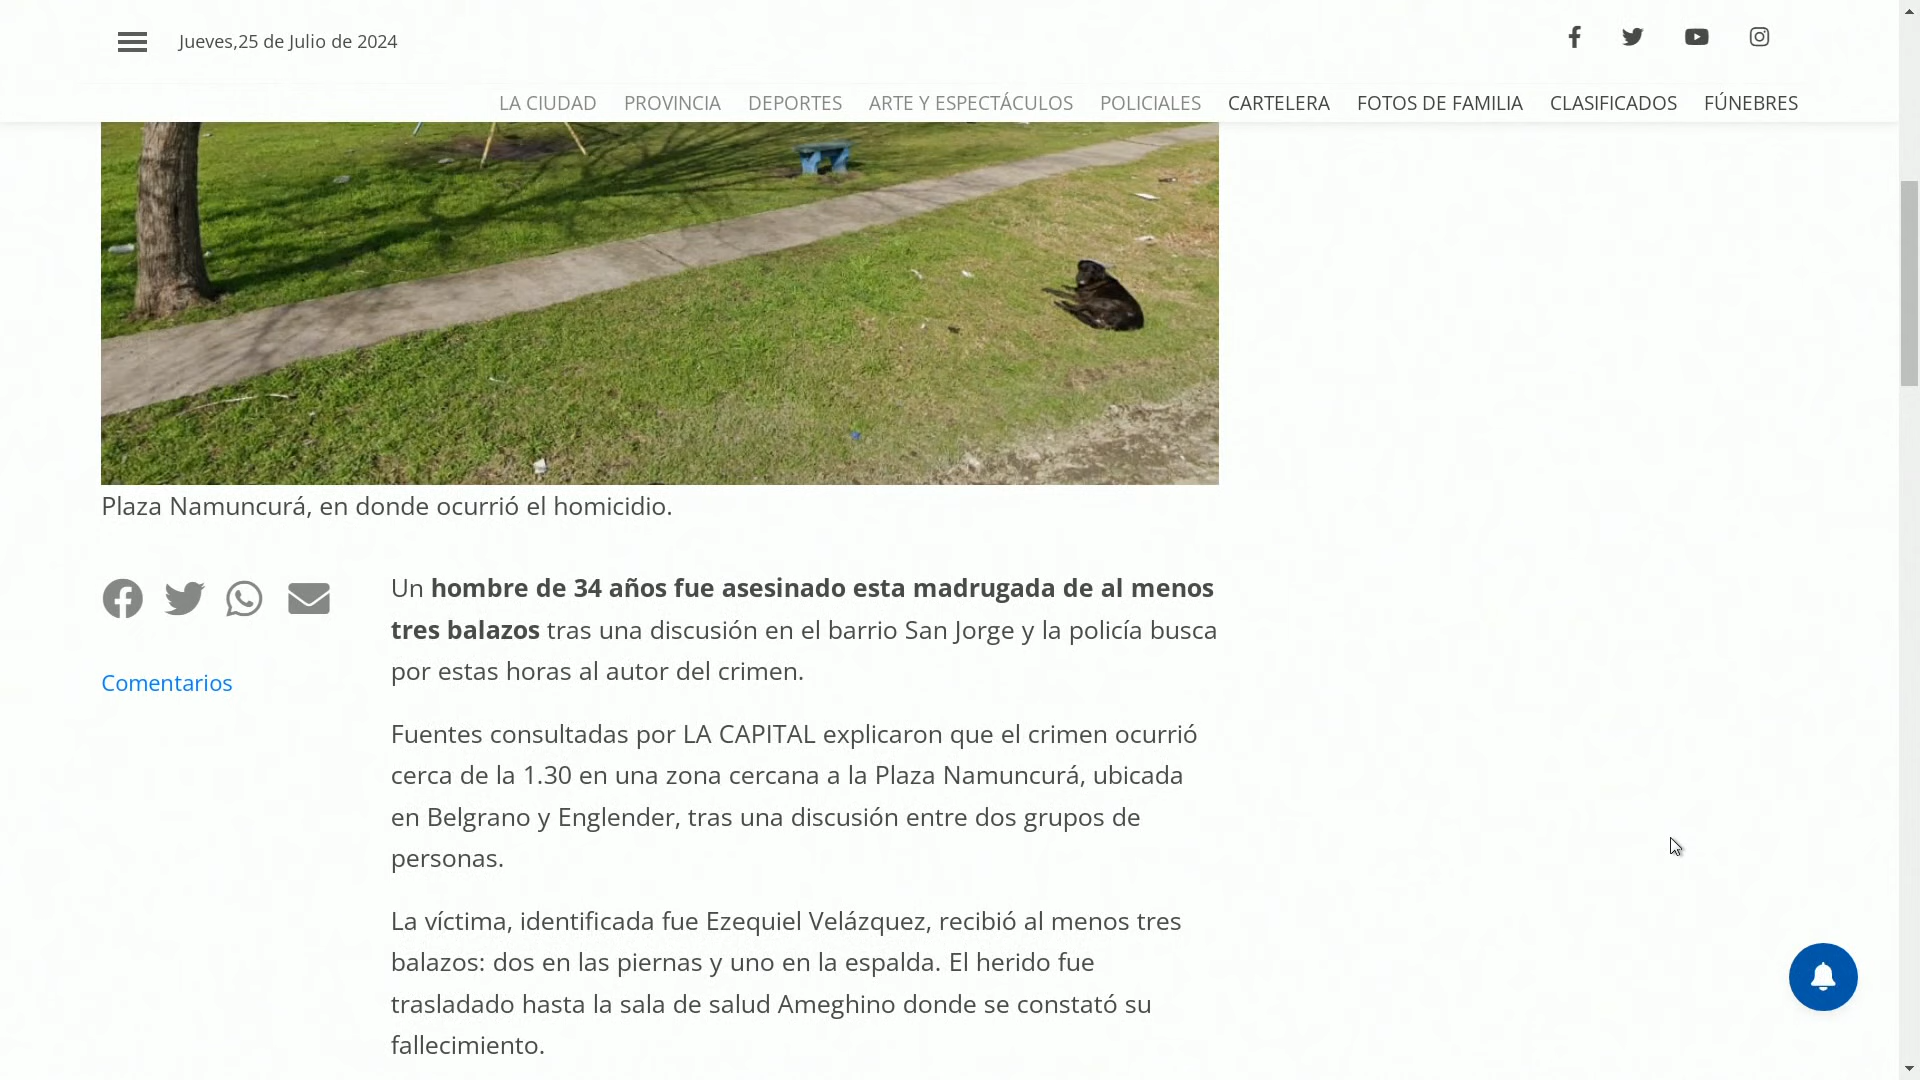 Jueves,25 de Julio de 2024
LA CIUDAD PROVINCIA DEPORTES ARTE Y ESPECTÁCULOS POLICIALES CARTELERA FOTOS DE FAMILIA CLASIFICADOS FÚNEBRES
Plaza Namuncurá, en donde ocurrió el homicidio.
Comentarios
Un hombre de 34 años fue asesinado esta madrugada de al menos
tres balazos tras una discusión en el barrio San Jorge y la policía busca
por estas horas al autor del crimen.
Fuentes consultadas por LA CAPITAL explicaron que el crimen ocurrió
cerca de la 1.30 en una zona cercana a la Plaza Namuncurá, ubicada
en Belgrano y Englender, tras una discusión entre dos grupos de
personas.
La víctima, identificada fue Ezequiel Velázquez, recibió al menos tres
balazos: dos en las piernas y uno en la espalda. El herido fue
trasladado hasta la sala de salud Ameghino donde se constató su
fallecimiento.